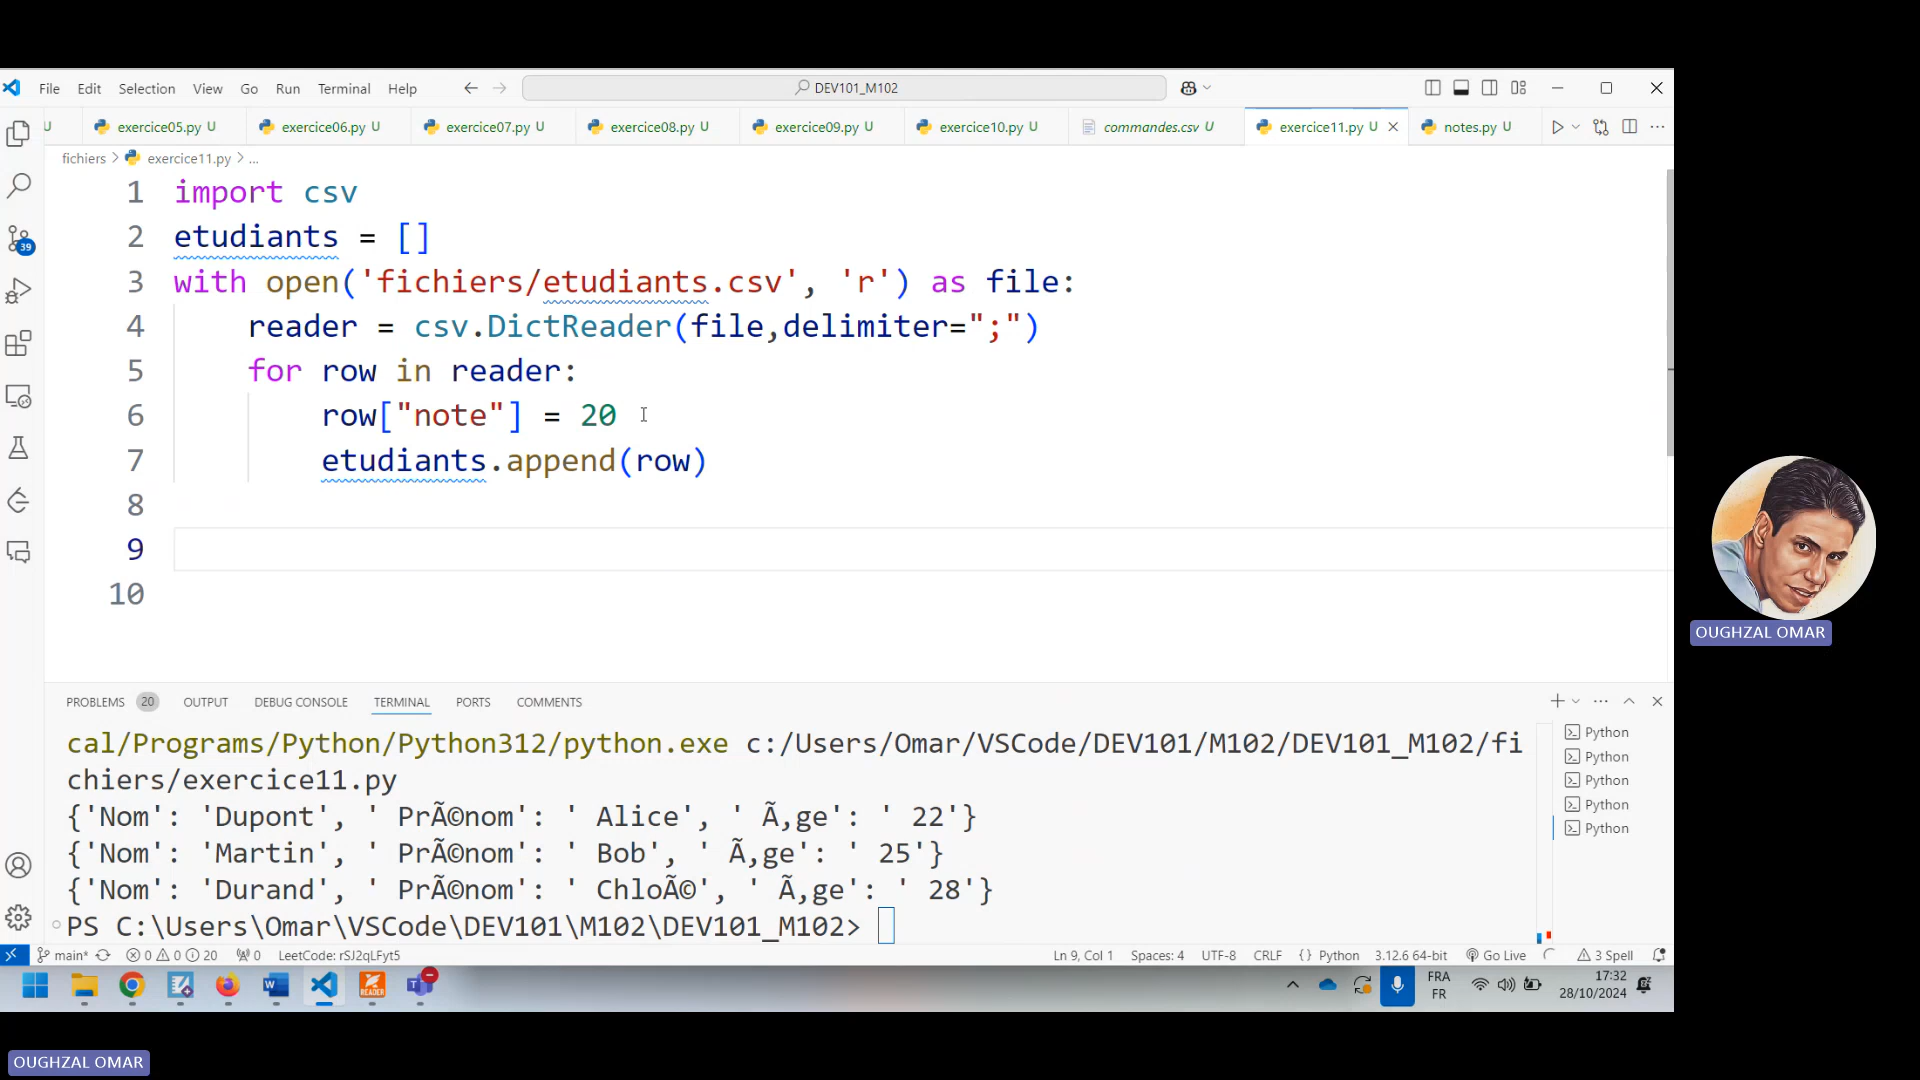 File Edit Selection View Go Run Terminal Help
DEV101_M102
U
exercice05.py U
exercice06.py U
exercice07.py U
exercice08.py U
exercice09.py U
exercice10.py U
commandes.csv U
exercice11.py U
notes.py U
fichiers > exercice11.py > ...
1 import csv
2 etudiants = []
3 with open('fichiers/etudiants.csv', 'r') as file:
4 reader = csv.DictReader(file,delimiter=";")
5 for row in reader:
6 row["note"] = 20
7 etudiants.append(row)
8
9
10
39
PROBLEMS 20 OUTPUT DEBUG CONSOLE TERMINAL PORTS COMMENTS
cal/Programs/Python/Python312/python.exe c:/Users/Omar/VSCode/DEV101/M102/DEV101_M102/fi
chiers/exercice11.py
{'Nom': 'Dupont', ' PrÃ©nom': ' Alice', ' Ã‚ge': ' 22'}
{'Nom': 'Martin', ' PrÃ©nom': ' Bob', ' Ã‚ge': ' 25'}
{'Nom': 'Durand', ' PrÃ©nom': ' ChloÃ©', ' Ã‚ge': ' 28'}
PS C:\Users\Omar\VSCode\DEV101\M102\DEV101_M102>
Python
Python
Python
Python
Python
main* 0 0 20 0 LeetCode: rSJ2qLFyt5 Ln 9, Col 1 Spaces: 4 UTF-8 CRLF {} Python 3.12.6 64-bit Go Live 3 Spell
READER
FRA
FR
17:32
28/10/2024
OUGHZAL OMAR
OUGHZAL OMAR